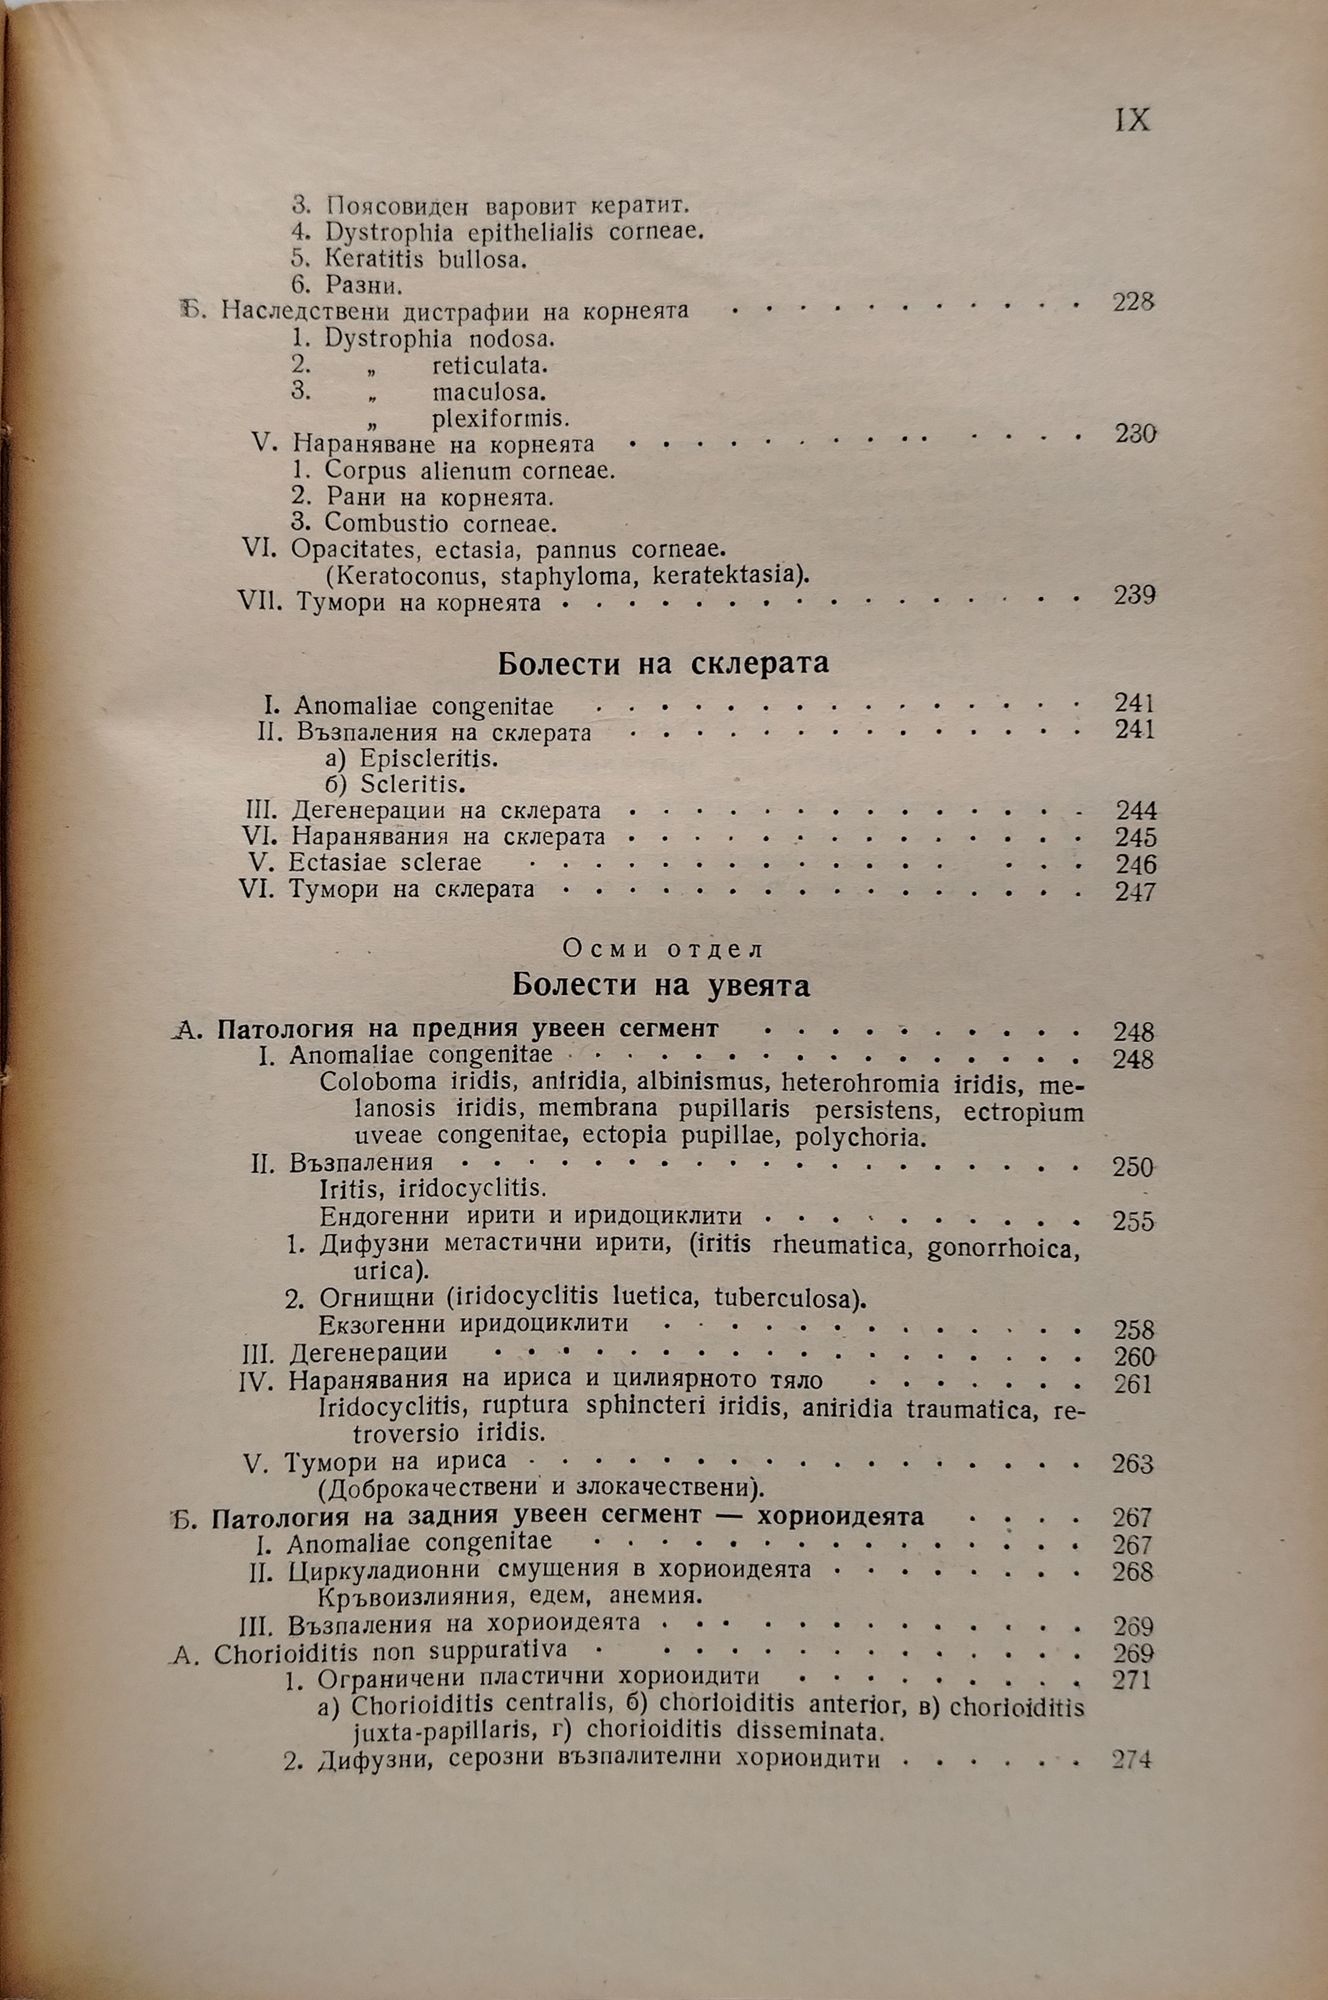 IX
3. Поясовиден варовит кератит.
4. Dystrophia epithelialis corneae.
5. Keratitis bullosa.
6. Разни.
Б. Наследствени дистрафии на корнеята . . . . . . . . . . . 228
1. Dystrophia nodosa.
2. „ reticulata.
3. „ maculosa.
„ plexiformis.
V. Нараняване на корнеята . . . . . . . . . . . . . . 230
1. Corpus alienum corneae.
2. Рани на корнеята.
3. Combustio corneae.
VI. Opacitates, ectasia, pannus corneae.
(Keratoconus, staphyloma, keratektasia).
VII. Тумори на корнеята . . . . . . . . . . . . . . . . 239
Болести на склерата
I. Anomaliae congenitae . . . . . . . . . . . . . . . 241
II. Възпаления на склерата . . . . . . . . . . . . . . 241
а) Episcleritis.
б) Scleritis.
III. Дегенерации на склерата . . . . . . . . . . . . . . 244
VI. Наранявания на склерата . . . . . . . . . . . . . . 245
V. Ectasiae sclerae . . . . . . . . . . . . . . . . 246
VI. Тумори на склерата . . . . . . . . . . . . . . . . 247
Осми отдел
Болести на увеята
А. Патология на предния увеен сегмент . . . . . . . . . . 248
I. Anomaliae congenitae . . . . . . . . . . . . . . . . 248
Coloboma iridis, aniridia, albinismus, heterohromia iridis, me-
lanosis iridis, membrana pupillaris persistens, ectropium
uveae congenitae, ectopia pupillae, polychoria.
II. Възпаления . . . . . . . . . . . . . . . . . . . 250
Iritis, iridocyclitis.
Ендогенни ирити и иридоциклити . . . . . . . . . . 255
1. Дифузни метастични ирити, (iritis rheumatica, gonorrhoica,
urica).
2. Огнищни (iridocyclitis luetica, tuberculosa).
Екзогенни иридоциклити . . . . . . . . . . . . . 258
III. Дегенерации . . . . . . . . . . . . . . . . . . 260
IV. Наранявания на ириса и цилиярното тяло . . . . . . . 261
Iridocyclitis, ruptura sphincteri iridis, aniridia traumatica, re-
troversio iridis.
V. Тумори на ириса . . . . . . . . . . . . . . . . . 263
(Доброкачествени и злокачествени).
Б. Патология на задния увеен сегмент — хориоидеята . . . . 267
I. Anomaliae congenitae . . . . . . . . . . . . . . . 267
II. Циркуладионни смущения в хориоидеята . . . . . . . . 268
Кръвоизлияния, едем, анемия.
III. Възпаления на хориоидеята . . . . . . . . . . . . . 269
А. Chorioiditis non suppurativa . . . . . . . . . . . . . . 269
1. Ограничени пластични хориоидити . . . . . . . . . 271
а) Chorioiditis centralis, б) chorioiditis anterior, в) chorioiditis
juxta-papillaris, г) chorioiditis disseminata.
2. Дифузни, серозни възпалителни хориоидити . . . . . . 274